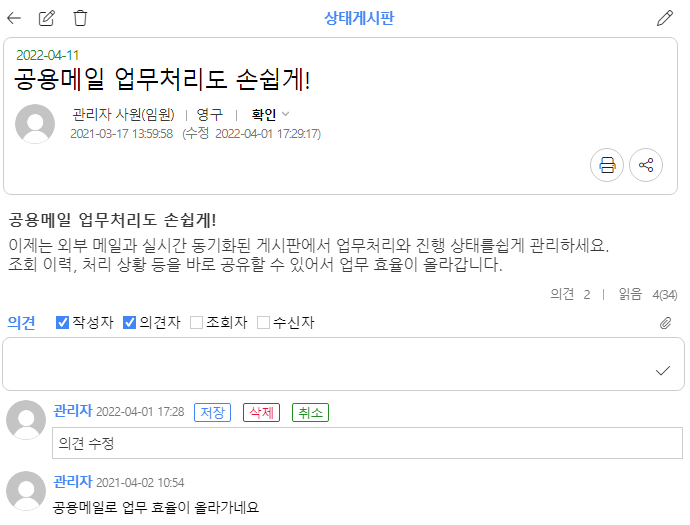 상태게시판
2022-04-11
공용메일 업무처리도 손쉽게!
관리자 사원(임원) | 영구 | 확인
2021-03-17 13:59:58 (수정 2022-04-01 17:29:17)
공용메일 업무처리도 손쉽게!
이제는 외부 메일과 실시간 동기화된 게시판에서 업무처리와 진행 상태를쉽게 관리하세요.
조회 이력, 처리 상황 등을 바로 공유할 수 있어서 업무 효율이 올라갑니다.
의견 2 | 읽음 4(34)
의견 작성자 의견자 조회자 수신자
관리자 2022-04-01 17:28 저장 삭제 취소
의견 수정
관리자 2021-04-02 10:54
공용메일로 업무 효율이 올라가네요